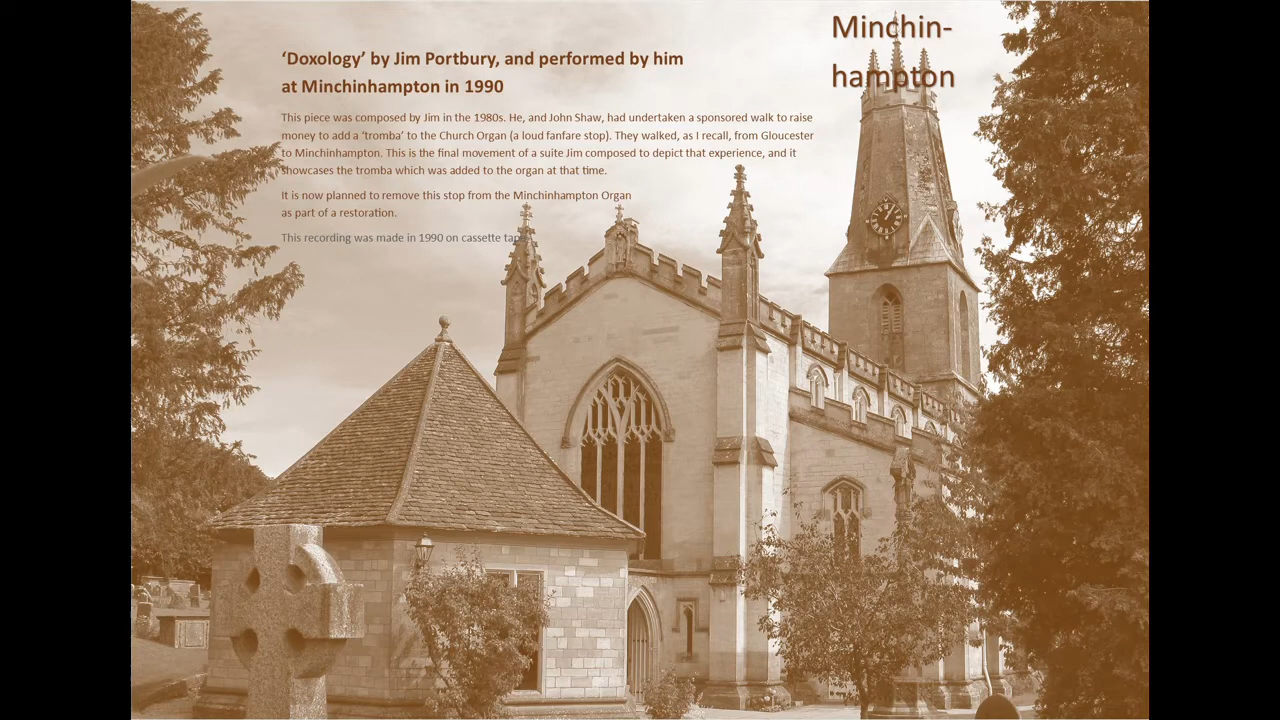 Minchin-
hampton
‘Doxology’ by Jim Portbury, and performed by him
at Minchinhampton in 1990
This piece was composed by Jim in the 1980s. He, and John Shaw, had undertaken a sponsored walk to raise
money to add a ‘tromba’ to the Church Organ (a loud fanfare stop). They walked, as I recall, from Gloucester
to Minchinhampton. This is the final movement of a suite Jim composed to depict that experience, and it
showcases the tromba which was added to the organ at that time.
It is now planned to remove this stop from the Minchinhampton Organ
as part of a restoration.
This recording was made in 1990 on cassette tape.